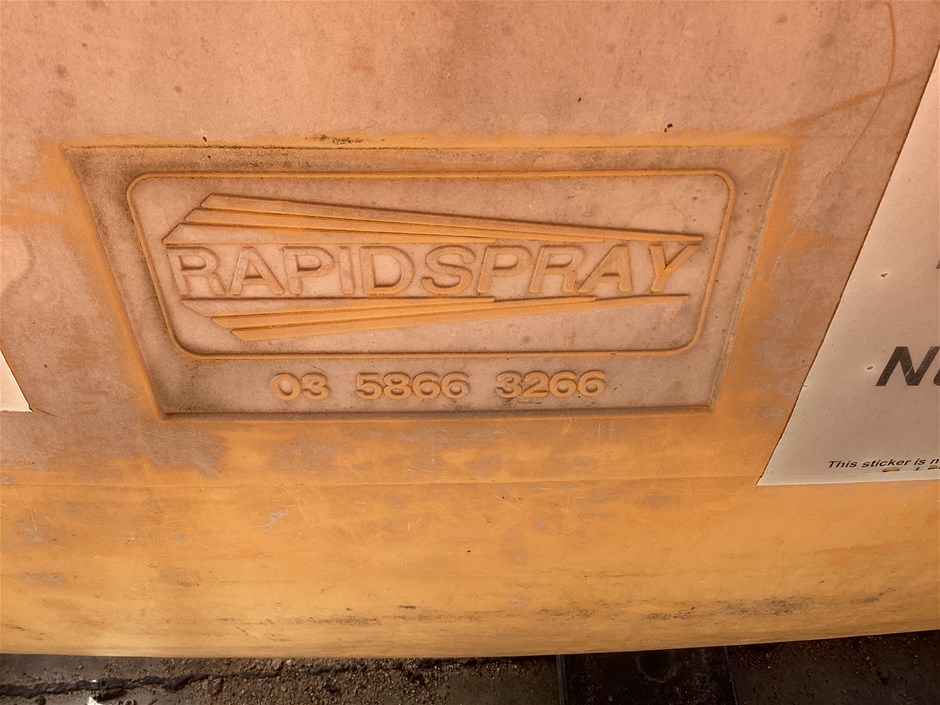 RAPIDSPRAY
03 5866 3266
This sticker is